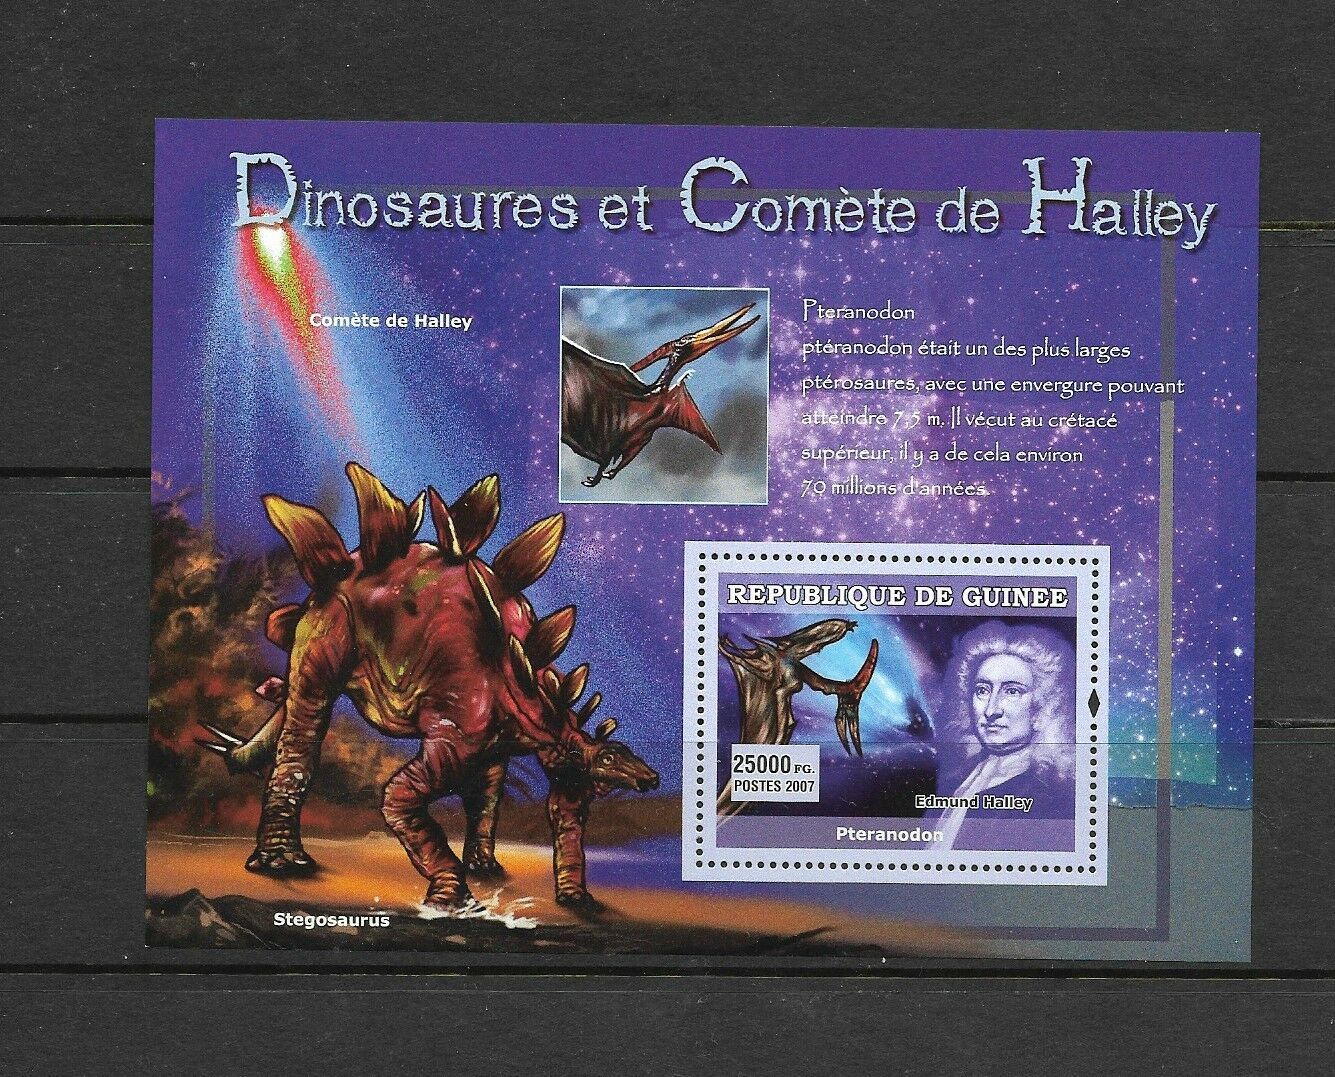 Dinosaures et Comète de Halley
Comète de Halley
Pteranodon
ptéranodon était un des plus larges
ptérosaures, avec une envergure pouvant
atteindre 7,5 m. Il vécut au crétacé
supérieur, il y a de cela environ
70 millions d'années
REPUBLIQUE DE GUINEE
25000 FG.
POSTES 2007
Edmund Halley
Pteranodon
Stegosaurus